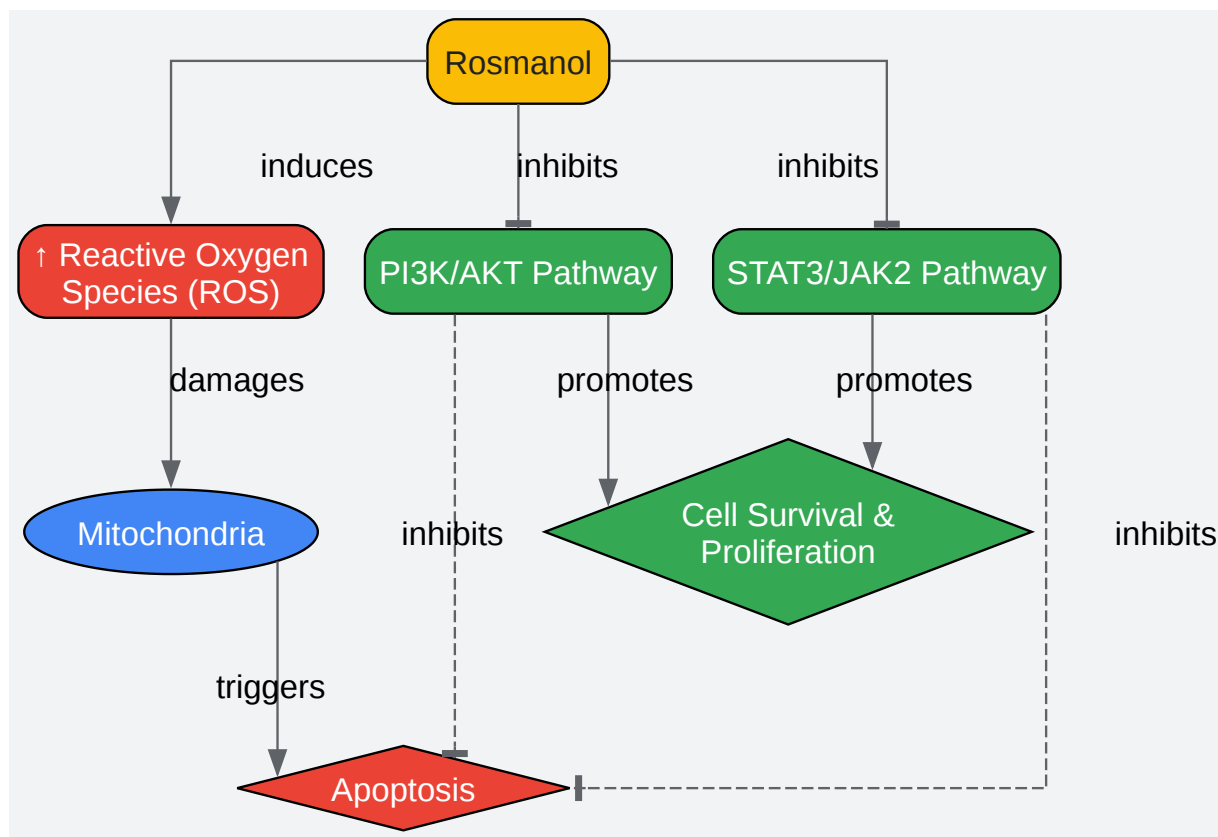 Rosmanol
induces
inhibits
inhibits
↑ Reactive Oxygen
Species (ROS)
PI3K/AKT Pathway
STAT3/JAK2 Pathway
damages
promotes
promotes
Mitochondria
inhibits
Cell Survival &
Proliferation
inhibits
triggers
Apoptosis